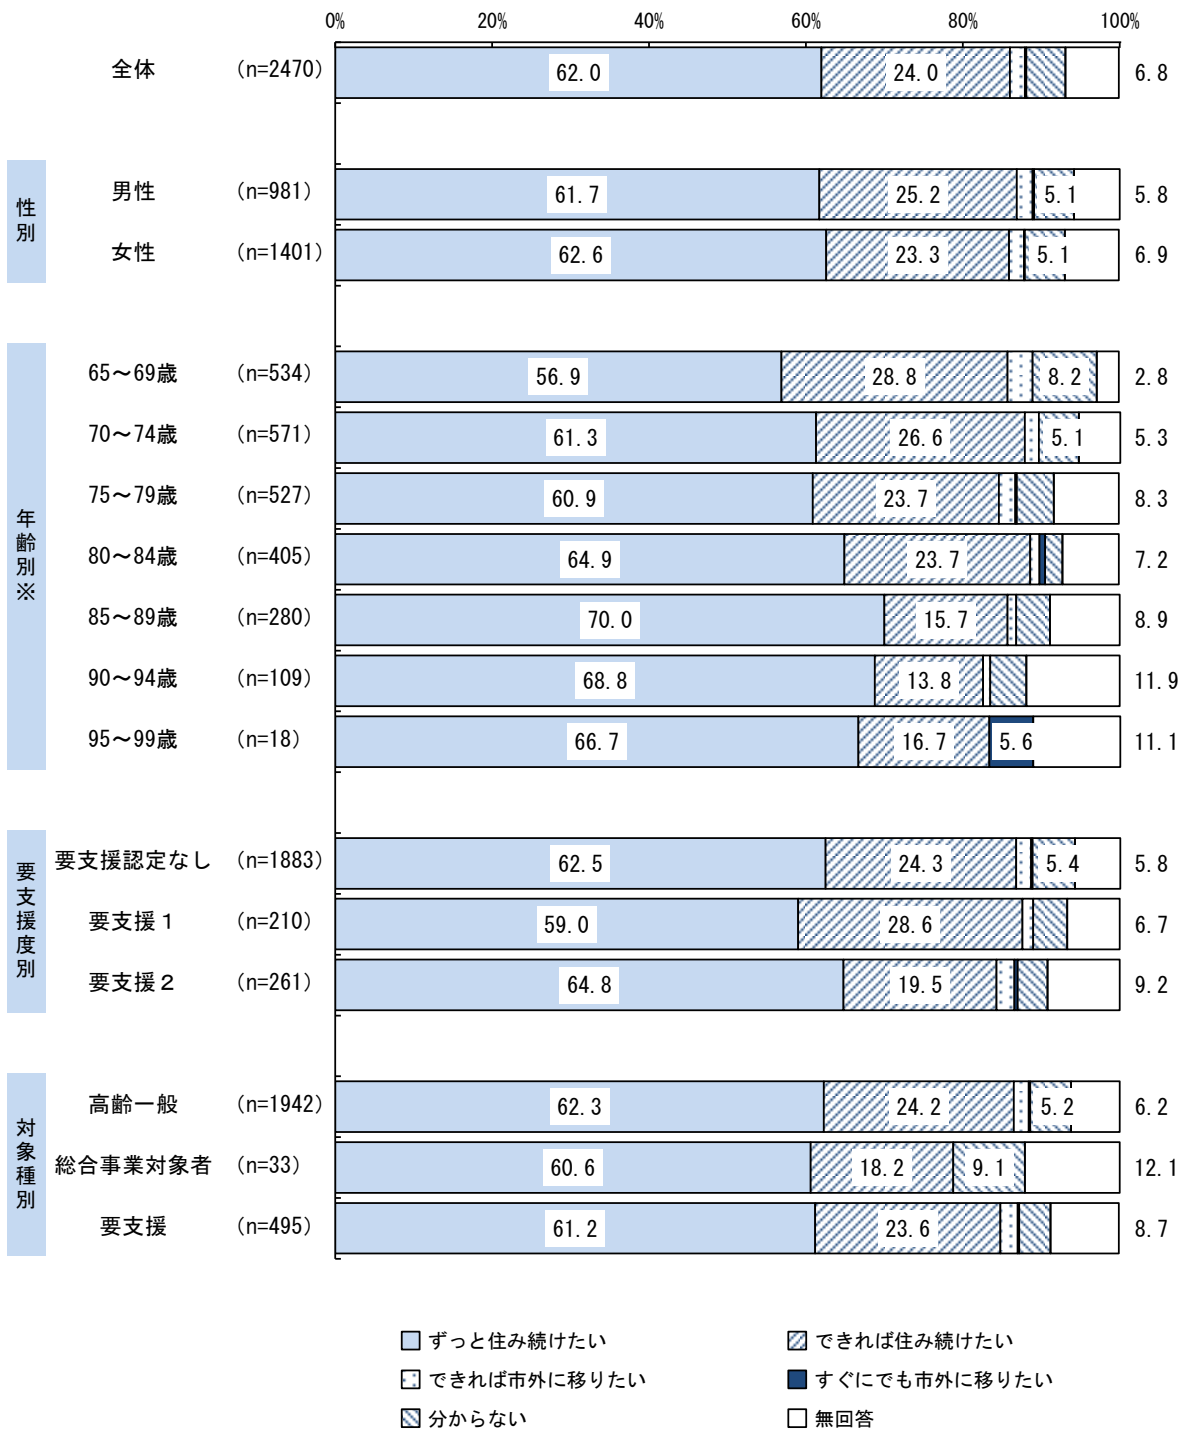 0% 20% 40% 60% 80% 100%
全体 (n=2470) 62.0 24.0 6.8
性別
男性 (n=981) 61.7 25.2 5.1 5.8
女性 (n=1401) 62.6 23.3 5.1 6.9
年齢別※
65～69歳 (n=534) 56.9 28.8 8.2 2.8
70～74歳 (n=571) 61.3 26.6 5.1 5.3
75～79歳 (n=527) 60.9 23.7 8.3
80～84歳 (n=405) 64.9 23.7 7.2
85～89歳 (n=280) 70.0 15.7 8.9
90～94歳 (n=109) 68.8 13.8 11.9
95～99歳 (n=18) 66.7 16.7 5.6 11.1
要支援度別
要支援認定なし (n=1883) 62.5 24.3 5.4 5.8
要支援１ (n=210) 59.0 28.6 6.7
要支援２ (n=261) 64.8 19.5 9.2
対象種別
高齢一般 (n=1942) 62.3 24.2 5.2 6.2
総合事業対象者 (n=33) 60.6 18.2 9.1 12.1
要支援 (n=495) 61.2 23.6 8.7
ずっと住み続けたい できれば住み続けたい
できれば市外に移りたい すぐにでも市外に移りたい
分からない 無回答